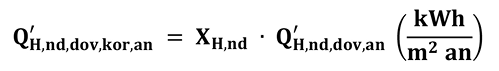 Q′H,nd,dov,kor,an = XH,nd · Q′H,nd,dov,an (kWh/m² an)